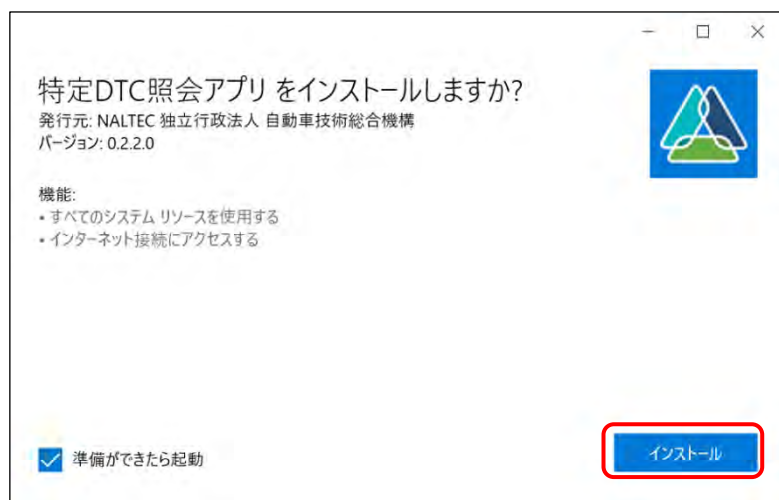 特定DTC照会アプリ をインストールしますか?
発行元: NALTEC 独立行政法人 自動車技術総合機構
バージョン: 0.2.2.0
機能:
• すべてのシステム リソースを使用する
• インターネット接続にアクセスする
準備ができたら起動
インストール